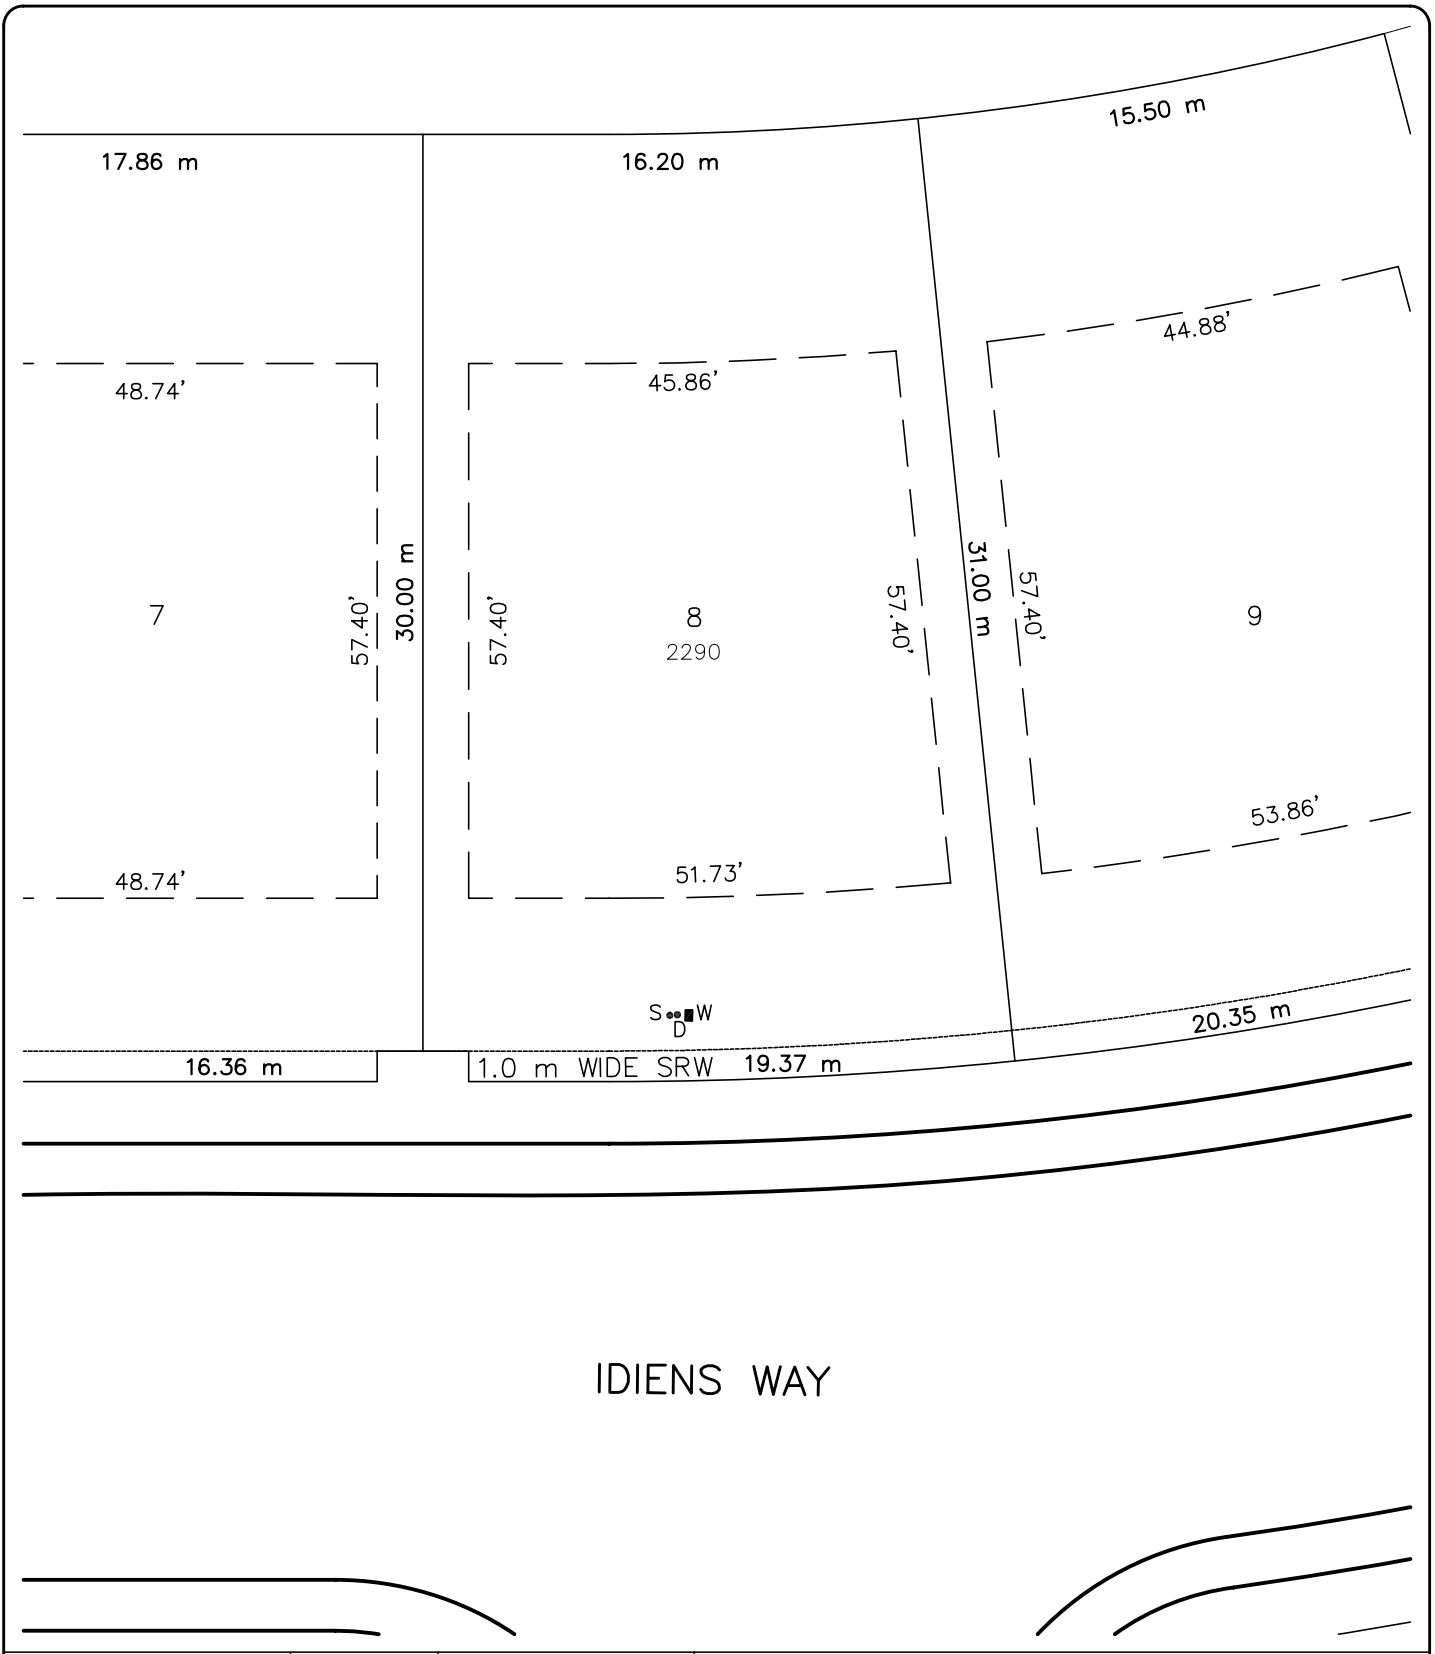 15.50 m
17.86 m
16.20 m
44.88'
48.74'
45.86'
30.00 m
31.00 m
57.40'
57.40'
57.40'
57.40'
7
8
9
2290
53.86'
48.74'
51.73'
S W
D
20.35 m
16.36 m
1.0 m WIDE SRW
19.37 m
IDIENS WAY